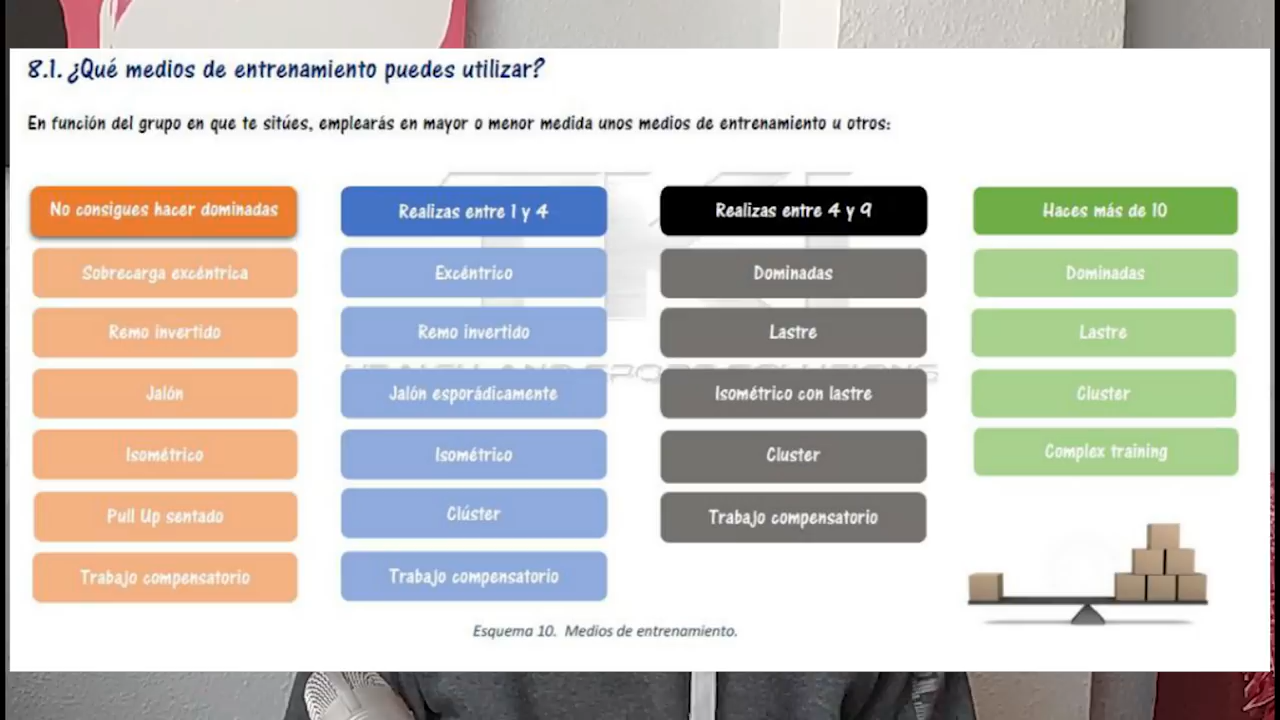 8.1. ¿Qué medios de entrenamiento puedes utilizar?
En función del grupo en que te sitúes, emplearás en mayor o menor medida unos medios de entrenamiento u otros:
No consigues hacer dominadas
Sobrecarga excéntrica
Remo invertido
Jalón
Isométrico
Pull Up sentado
Trabajo compensatorio
Realizas entre 1 y 4
Excéntrico
Remo invertido
Jalón esporádicamente
Isométrico
Clúster
Trabajo compensatorio
Realizas entre 4 y 9
Dominadas
Lastre
Isométrico con lastre
Cluster
Trabajo compensatorio
Haces más de 10
Dominadas
Lastre
Cluster
Complex training
HEALTH AND SPORT SOLUTIONS
Esquema 10. Medios de entrenamiento.